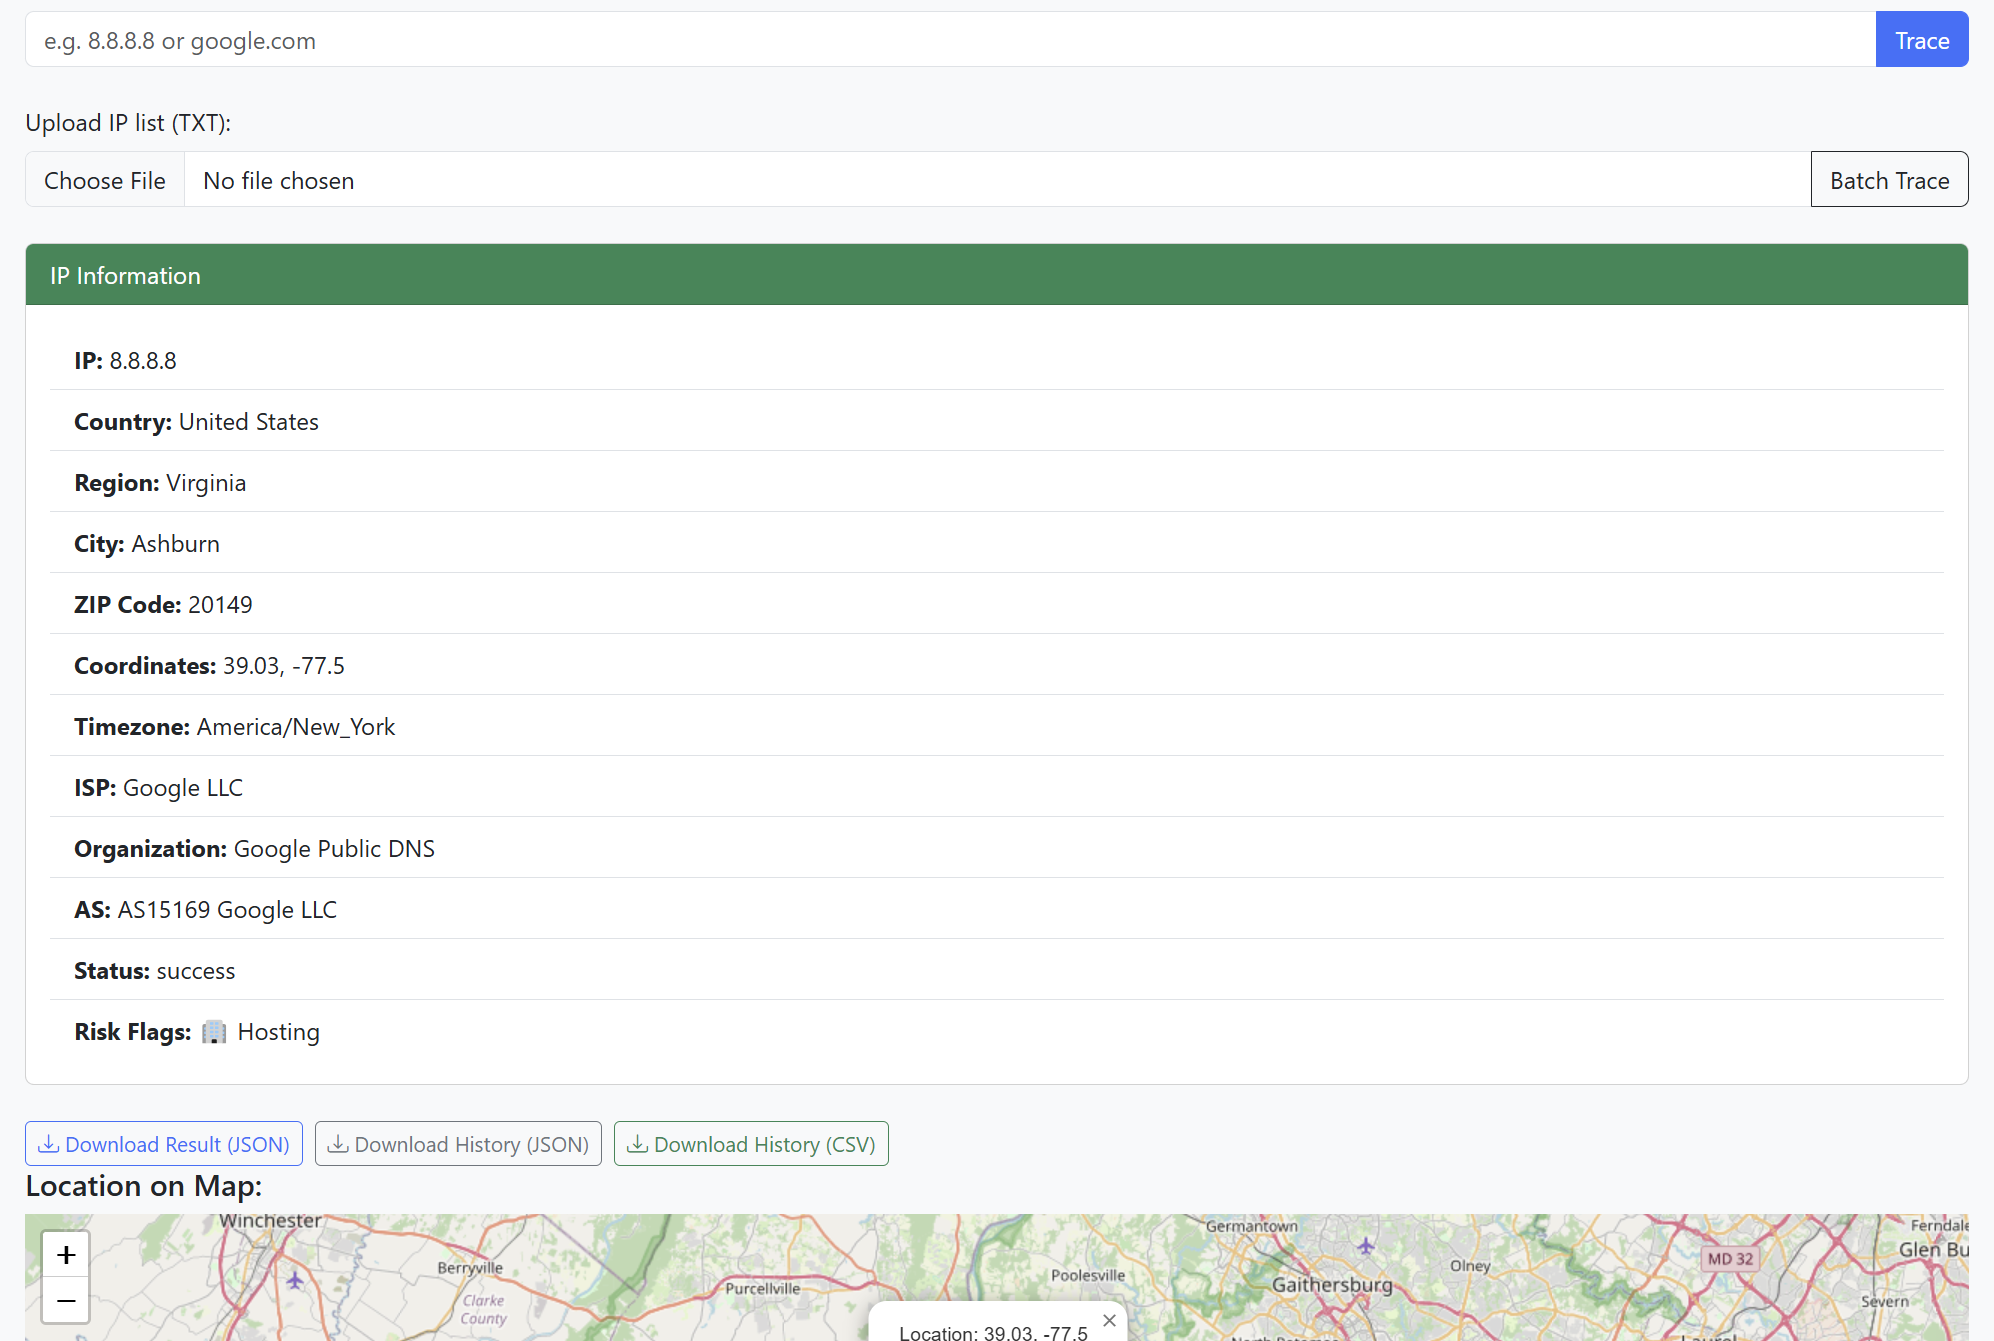 e.g. 8.8.8.8 or google.com
Trace
Upload IP list (TXT):
Choose File
No file chosen
Batch Trace
IP Information
IP: 8.8.8.8
Country: United States
Region: Virginia
City: Ashburn
ZIP Code: 20149
Coordinates: 39.03, -77.5
Timezone: America/New_York
ISP: Google LLC
Organization: Google Public DNS
AS: AS15169 Google LLC
Status: success
Risk Flags: 🏢 Hosting
Download Result (JSON)
Download History (JSON)
Download History (CSV)
Location on Map:
+
−
Winchester
Berryville
Clarke
County
Purcellville
Poolesville
Germantown
Gaithersburg
Olney
MD 32
Ferndale
Glen Bu
Severn
×
Location: 39.03, -77.5